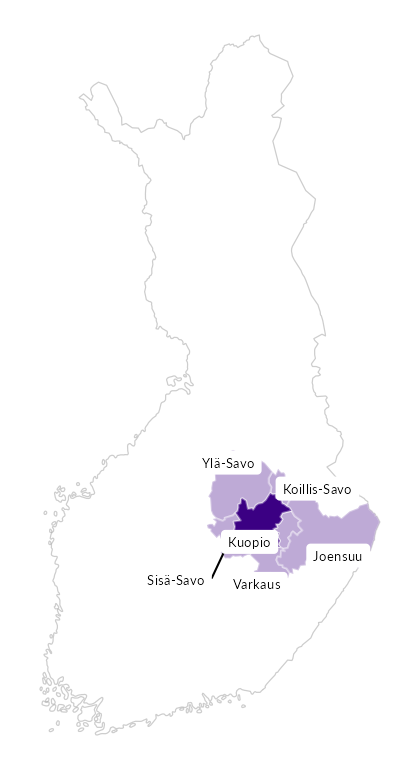 Ylä-Savo
Koillis-Savo
Kuopio
Joensuu
Sisä-Savo
Varkaus